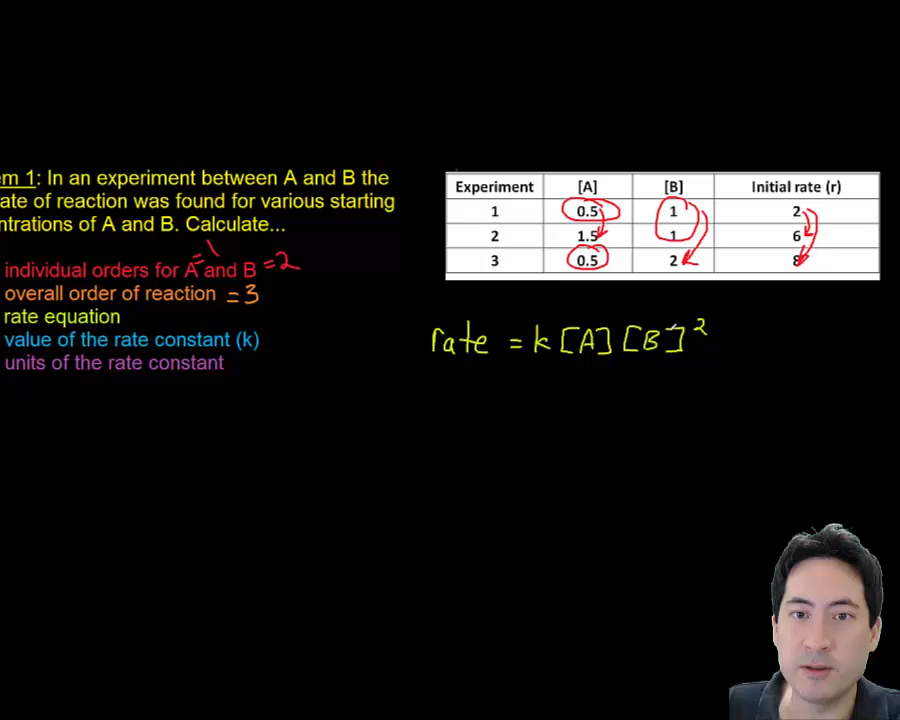 em 1: In an experiment between A and B the
ate of reaction was found for various starting
ntrations of A and B. Calculate...
individual orders for A = 1 and B = 2
overall order of reaction = 3
rate equation
value of the rate constant (k)
units of the rate constant
Experiment [A] [B] Initial rate (r)
1 0.5 1 2
2 1.5 1 6
3 0.5 2 8
rate = k [A] [B]²